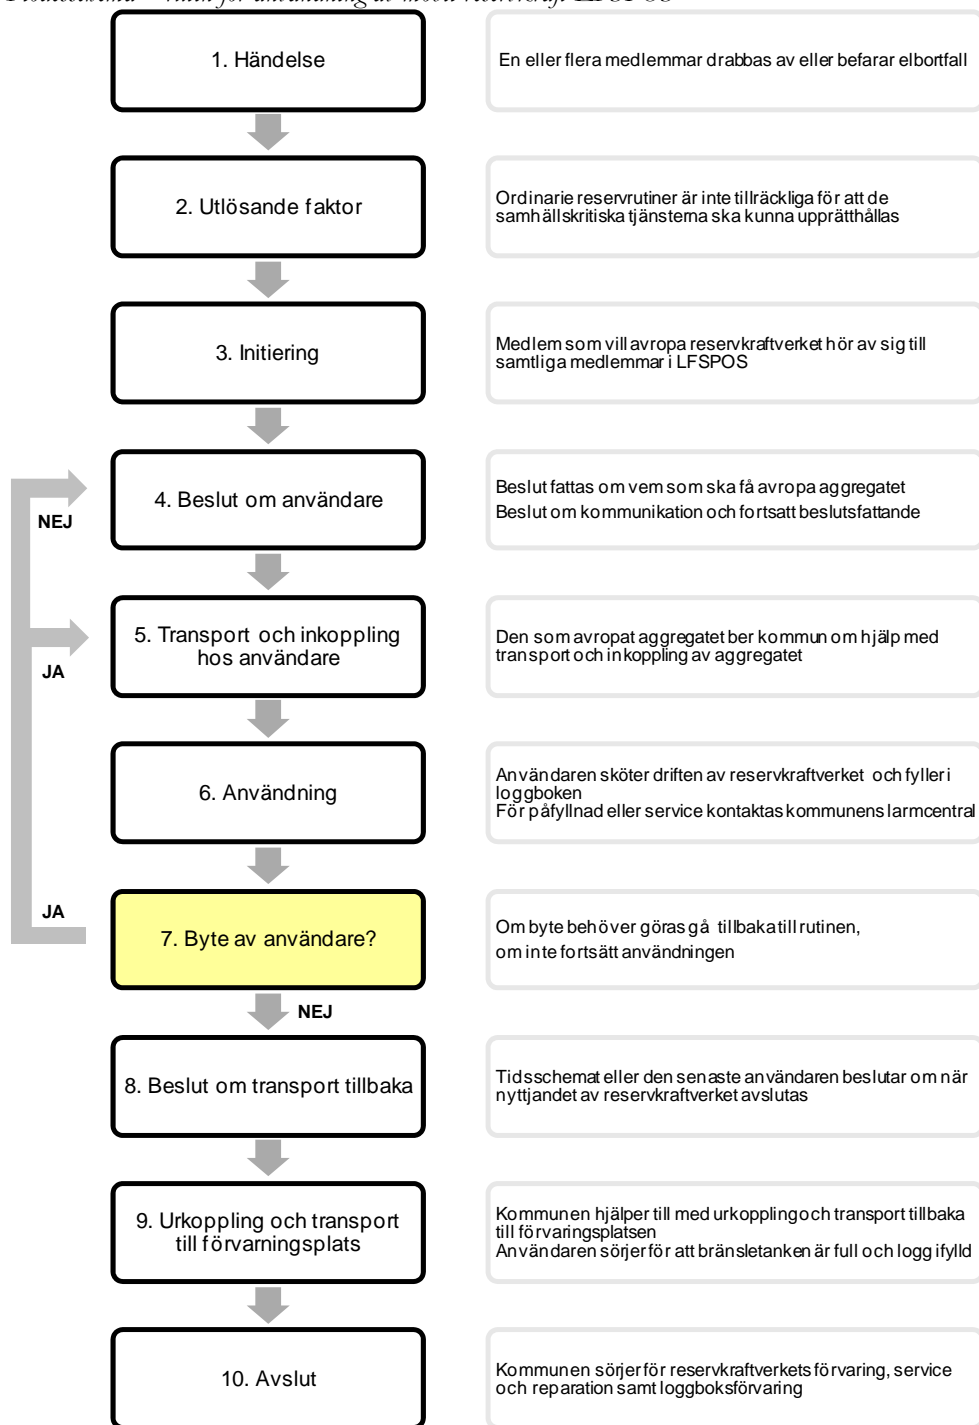 rutin för användning av mobil reservkraft LFSPOS
1. Händelse
En eller flera medlemmar drabbas av eller befarar elbortfall
2. Utlösande faktor
Ordinarie reservrutiner är inte tillräckliga för att de
samhällskritiska tjänsterna ska kunna upprätthållas
3. Initiering
Medlem som vill avropa reservkraftverket hör av sig till
samtliga medlemmar i LFSPOS
4. Beslut om användare
Beslut fattas om vem som ska få avropa aggregatet
Beslut om kommunikation och fortsatt beslutsfattande
NEJ
5. Transport och inkoppling
hos användare
Den som avropat aggregatet ber kommun om hjälp med
transport och inkoppling av aggregatet
JA
6. Användning
Användaren sköter driften av reservkraftverket och fyller i
loggboken
För påfyllnad eller service kontaktas kommunens larmcentral
JA
7. Byte av användare?
Om byte behöver göras gå tillbaka till rutinen,
om inte fortsätt användningen
NEJ
8. Beslut om transport tillbaka
Tidsschemat eller den senaste användaren beslutar om när
nyttjandet av reservkraftverket avslutas
9. Urkoppling och transport
till förvarningsplats
Kommunen hjälper till med urkoppling och transport tillbaka
till förvaringsplatsen
Användaren sörjer för att bränsletanken är full och logg ifylld
10. Avslut
Kommunen sörjer för reservkraftverkets förvaring, service
och reparation samt loggboksförvaring